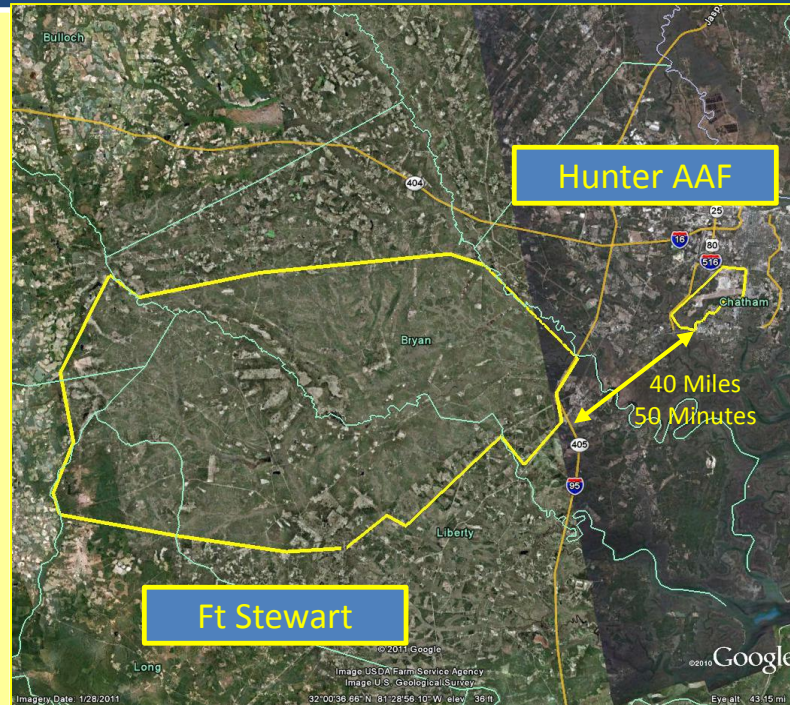 Bulloch
Jasp
Hunter AAF
404
25
16
80
516
Chatham
Bryan
40 Miles
50 Minutes
405
95
Liberty
Ft Stewart
Long
© 2011 Google
Image USDA Farm Service Agency
Image U.S. Geological Survey
©2010 Google
Imagery Date: 1/28/2011
32°00'36.66" N 81°28'56.10" W elev 36 ft
Eye alt 43.15 mi